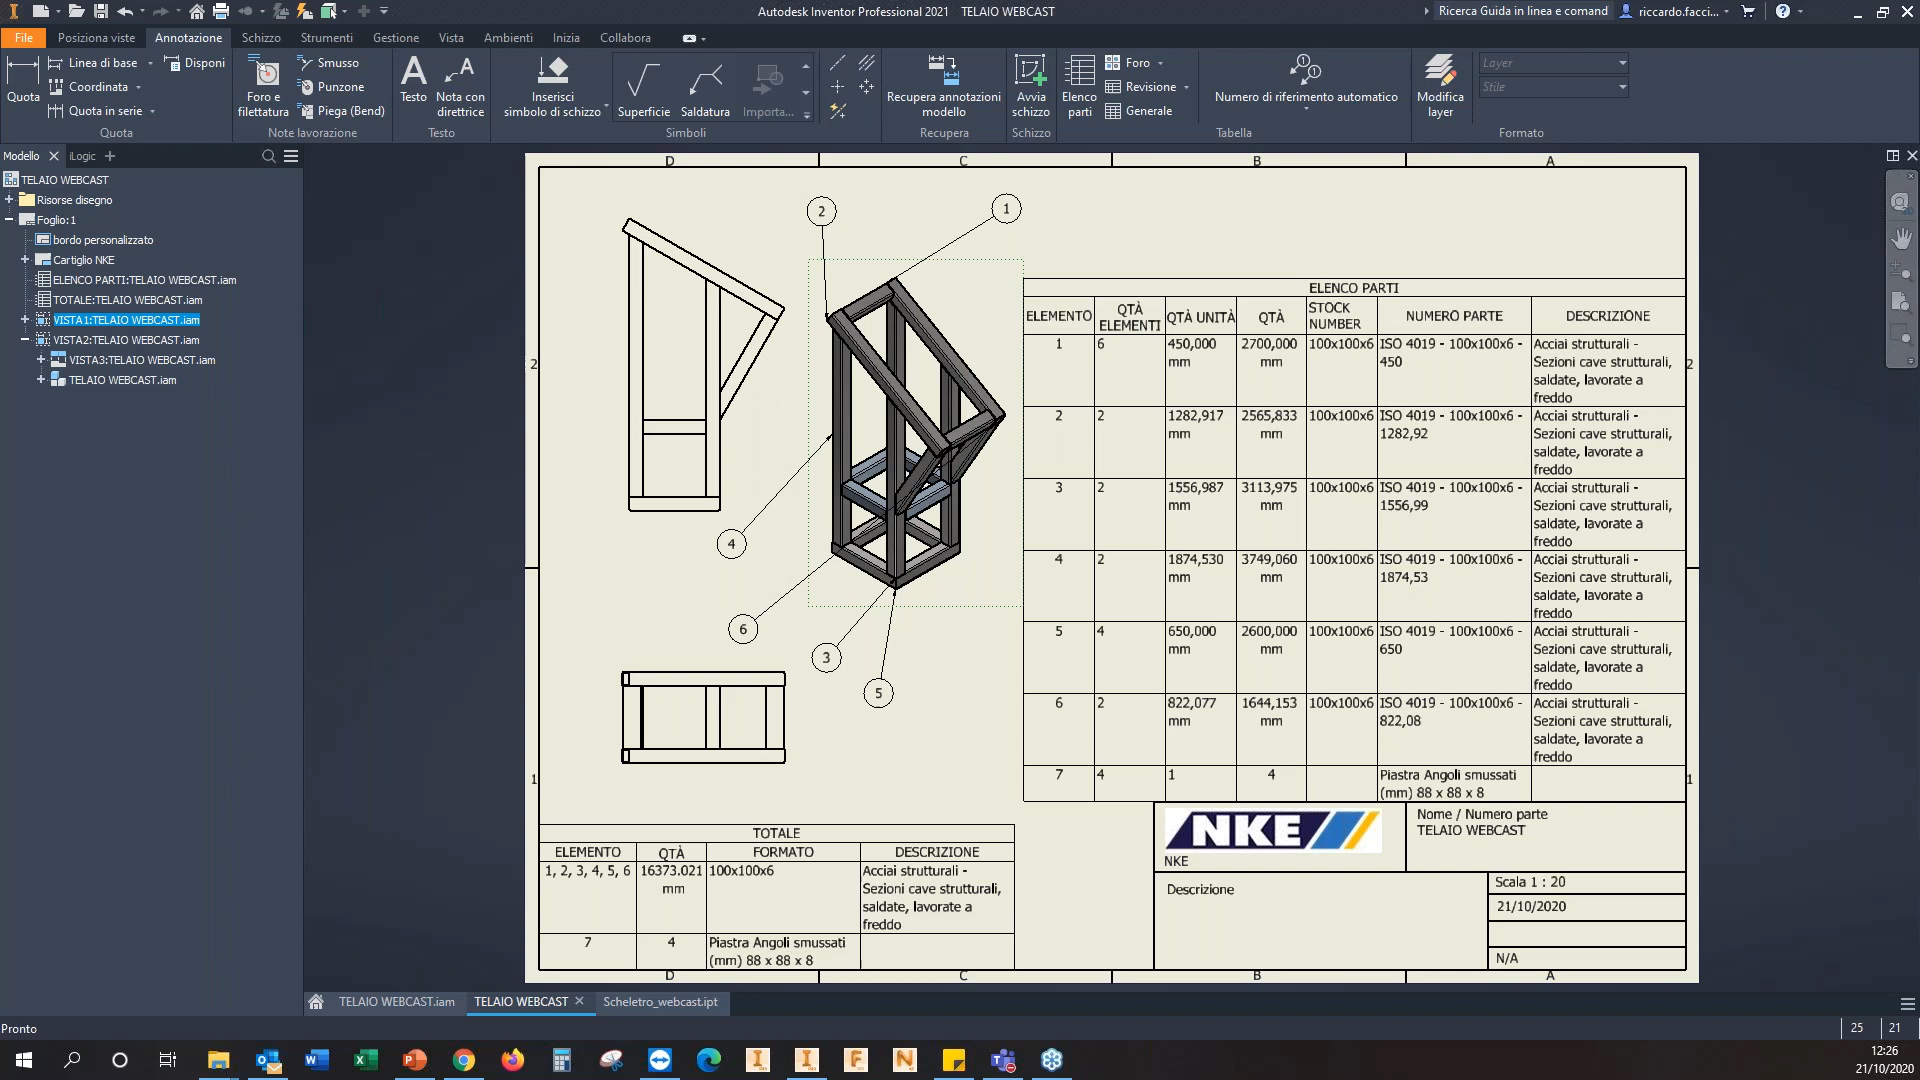 Autodesk Inventor Professional 2021 TELAIO WEBCAST
Ricerca Guida in linea e comand
riccardo.facci...
File Posiziona viste Annotazione Schizzo Strumenti Gestione Vista Ambienti Inizia Collabora
Quota
Linea di base
Disponi
Coordinata
Quota in serie
Quota
Foro e
filettatura
Smusso
Punzone
Piega (Bend)
Note lavorazione
Testo
Nota con
direttrice
Testo
Inserisci
simbolo di schizzo
Superficie
Saldatura
Importa...
Simboli
Recupera annotazioni
modello
Recupera
Avvia
schizzo
Schizzo
Elenco
parti
Foro
Revisione
Generale
Numero di riferimento automatico
Tabella
Modifica
layer
Layer
Stile
Formato
Modello
iLogic
TELAIO WEBCAST
Risorse disegno
Foglio:1
bordo personalizzato
Cartiglio NKE
ELENCO PARTI:TELAIO WEBCAST.iam
TOTALE:TELAIO WEBCAST.iam
VISTA1:TELAIO WEBCAST.iam
VISTA2:TELAIO WEBCAST.iam
VISTA3:TELAIO WEBCAST.iam
TELAIO WEBCAST.iam
D C B A
2
1
2
1
2
1
4
6
3
5
ELENCO PARTI
ELEMENTO QTÀ ELEMENTI QTÀ UNITÀ QTÀ STOCK NUMBER NUMERO PARTE DESCRIZIONE
1 6 450,000 2700,000 100x100x6 ISO 4019 - 100x100x6 - Acciai strutturali -
mm mm 450 Sezioni cave strutturali,
saldate, lavorate a
freddo
2 2 1282,917 2565,833 100x100x6 ISO 4019 - 100x100x6 - Acciai strutturali -
mm mm 1282,92 Sezioni cave strutturali,
saldate, lavorate a
freddo
3 2 1556,987 3113,975 100x100x6 ISO 4019 - 100x100x6 - Acciai strutturali -
mm mm 1556,99 Sezioni cave strutturali,
saldate, lavorate a
freddo
4 2 1874,530 3749,060 100x100x6 ISO 4019 - 100x100x6 - Acciai strutturali -
mm mm 1874,53 Sezioni cave strutturali,
saldate, lavorate a
freddo
5 4 650,000 2600,000 100x100x6 ISO 4019 - 100x100x6 - Acciai strutturali -
mm mm 650 Sezioni cave strutturali,
saldate, lavorate a
freddo
6 2 822,077 1644,153 100x100x6 ISO 4019 - 100x100x6 - Acciai strutturali -
mm mm 822,08 Sezioni cave strutturali,
saldate, lavorate a
freddo
7 4 1 4 Piastra Angoli smussati
(mm) 88 x 88 x 8
TOTALE
ELEMENTO QTÀ FORMATO DESCRIZIONE
1, 2, 3, 4, 5, 6 16373.021 100x100x6 Acciai strutturali -
mm Sezioni cave strutturali,
saldate, lavorate a
freddo
7 4 Piastra Angoli smussati
(mm) 88 x 88 x 8
NKE
NKE
Nome / Numero parte
TELAIO WEBCAST
Descrizione
Scala 1 : 20
21/10/2020
N/A
D C B A
TELAIO WEBCAST.iam TELAIO WEBCAST Scheletro_webcast.ipt
Pronto
25 21
12:26
21/10/2020